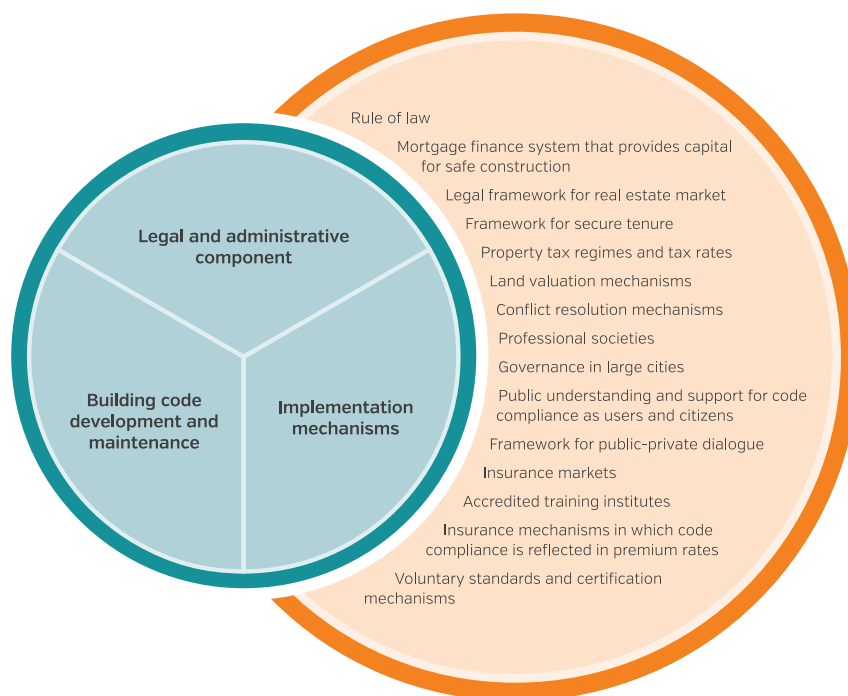 Legal and administrative
component
Building code
development and
maintenance
Implementation
mechanisms
Rule of law
Mortgage finance system that provides capital
for safe construction
Legal framework for real estate market
Framework for secure tenure
Property tax regimes and tax rates
Land valuation mechanisms
Conflict resolution mechanisms
Professional societies
Governance in large cities
Public understanding and support for code
compliance as users and citizens
Framework for public-private dialogue
Insurance markets
Accredited training institutes
Insurance mechanisms in which code
compliance is reflected in premium rates
Voluntary standards and certification
mechanisms